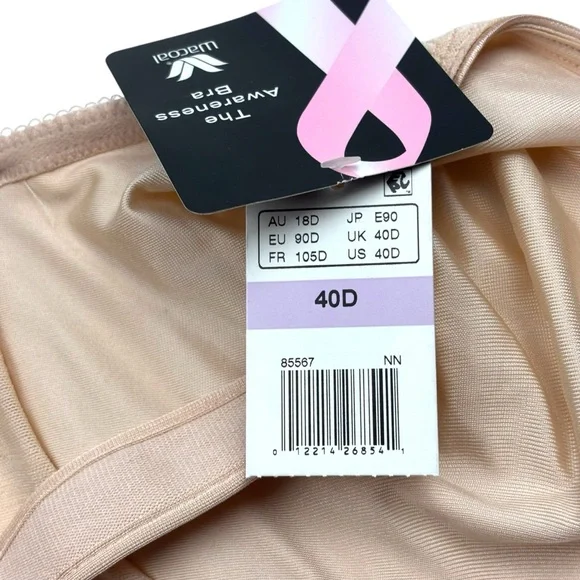 wacoal
The
Awareness
Bra
AU 18D JP E90
EU 90D UK 40D
FR 105D US 40D
40D
85567 NN
0 12214 26854 1